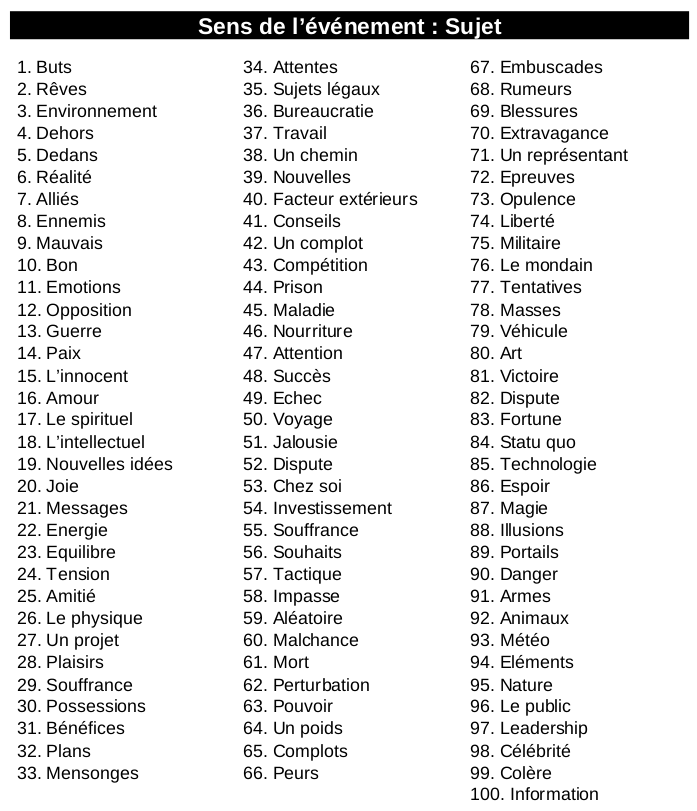 Sens de l’événement : Sujet
1. Buts
2. Rêves
3. Environnement
4. Dehors
5. Dedans
6. Réalité
7. Alliés
8. Ennemis
9. Mauvais
10. Bon
11. Emotions
12. Opposition
13. Guerre
14. Paix
15. L’innocent
16. Amour
17. Le spirituel
18. L’intellectuel
19. Nouvelles idées
20. Joie
21. Messages
22. Energie
23. Equilibre
24. Tension
25. Amitié
26. Le physique
27. Un projet
28. Plaisirs
29. Souffrance
30. Possessions
31. Bénéfices
32. Plans
33. Mensonges
34. Attentes
35. Sujets légaux
36. Bureaucratie
37. Travail
38. Un chemin
39. Nouvelles
40. Facteur extérieurs
41. Conseils
42. Un complot
43. Compétition
44. Prison
45. Maladie
46. Nourriture
47. Attention
48. Succès
49. Echec
50. Voyage
51. Jalousie
52. Dispute
53. Chez soi
54. Investissement
55. Souffrance
56. Souhaits
57. Tactique
58. Impasse
59. Aléatoire
60. Malchance
61. Mort
62. Perturbation
63. Pouvoir
64. Un poids
65. Complots
66. Peurs
67. Embuscades
68. Rumeurs
69. Blessures
70. Extravagance
71. Un représentant
72. Epreuves
73. Opulence
74. Liberté
75. Militaire
76. Le mondain
77. Tentatives
78. Masses
79. Véhicule
80. Art
81. Victoire
82. Dispute
83. Fortune
84. Statu quo
85. Technologie
86. Espoir
87. Magie
88. Illusions
89. Portails
90. Danger
91. Armes
92. Animaux
93. Météo
94. Eléments
95. Nature
96. Le public
97. Leadership
98. Célébrité
99. Colère
100. Information